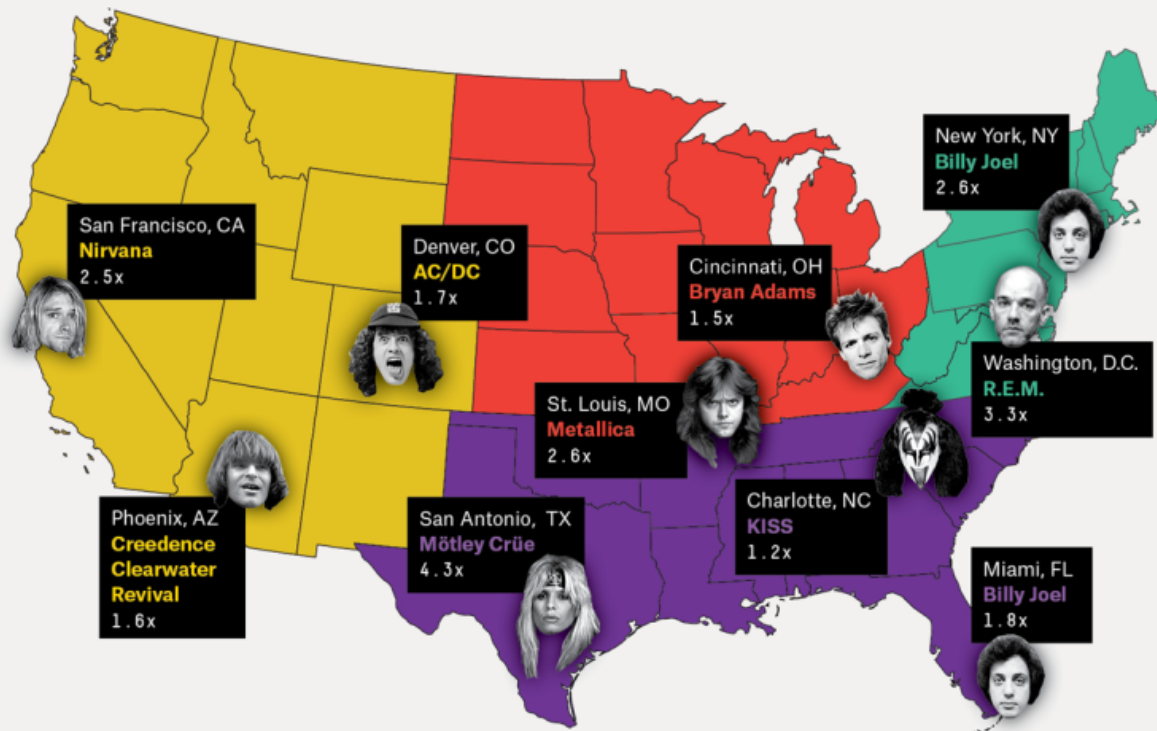 New York, NY
Billy Joel
2.6x
San Francisco, CA
Nirvana
2.5x
Denver, CO
AC/DC
1.7x
Cincinnati, OH
Bryan Adams
1.5x
Washington, D.C.
R.E.M.
3.3x
St. Louis, MO
Metallica
2.6x
Phoenix, AZ
Creedence
Clearwater
Revival
1.6x
San Antonio, TX
Mötley Crüe
4.3x
Charlotte, NC
KISS
1.2x
Miami, FL
Billy Joel
1.8x